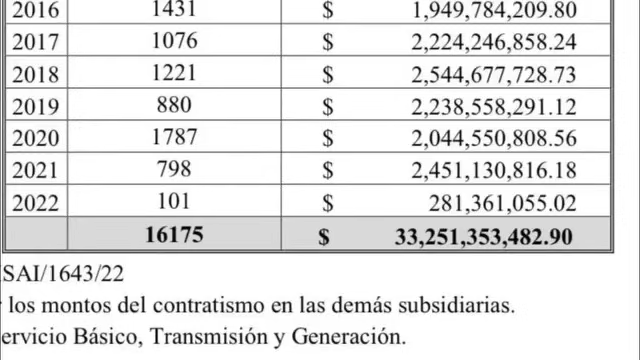 2016 1431 $ 1,949,784,209.80
2017 1076 $ 2,224,246,858.24
2018 1221 $ 2,544,677,728.73
2019 880 $ 2,238,558,291.12
2020 1787 $ 2,044,550,808.56
2021 798 $ 2,451,130,816.18
2022 101 $ 281,361,055.02
16175 $ 33,251,353,482.90
SAI/1643/22
los montos del contratismo en las demás subsidiarias.
ervicio Básico, Transmisión y Generación.